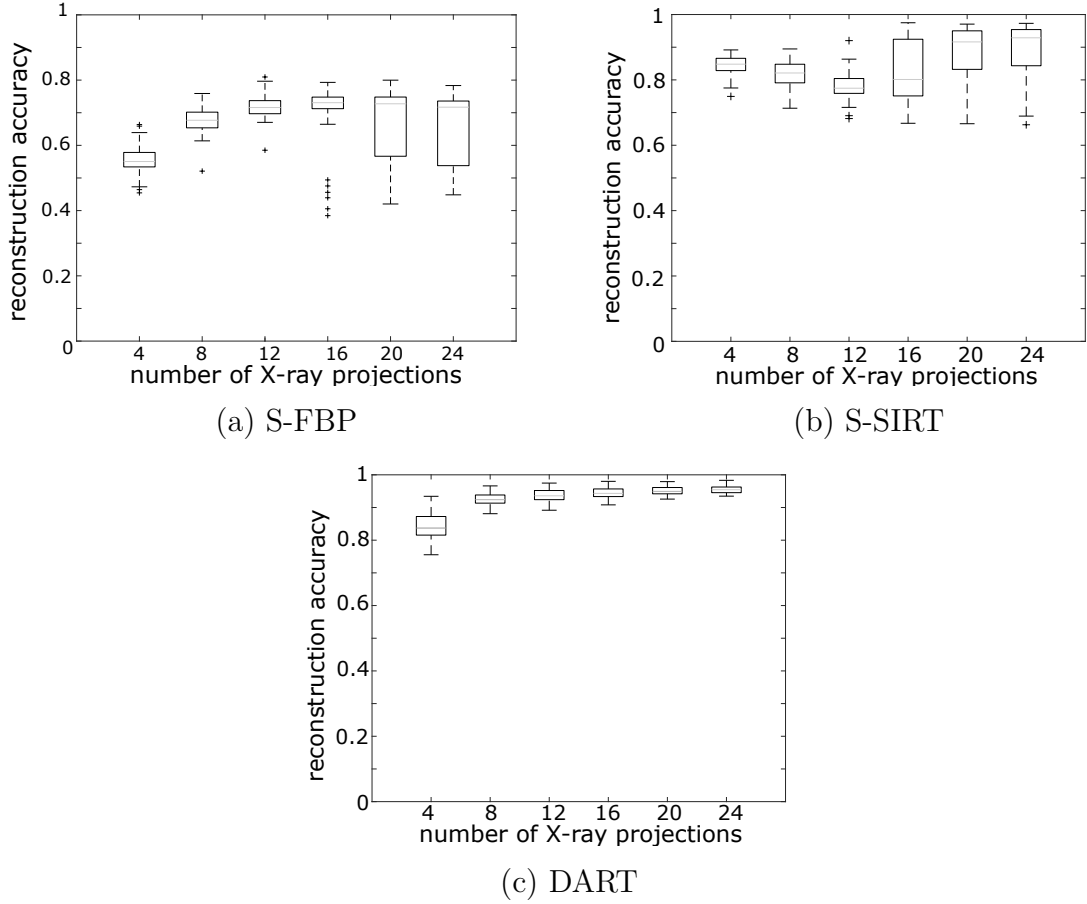 reconstruction accuracy
1
0.8
0.6
0.4
0.2
0
4 8 12 16 20 24
number of X-ray projections
(a) S-FBP
reconstruction accuracy
1
0.8
0.6
0.4
0.2
0
4 8 12 16 20 24
number of X-ray projections
(b) S-SIRT
reconstruction accuracy
1
0.8
0.6
0.4
0.2
0
4 8 12 16 20 24
number of X-ray projections
(c) DART